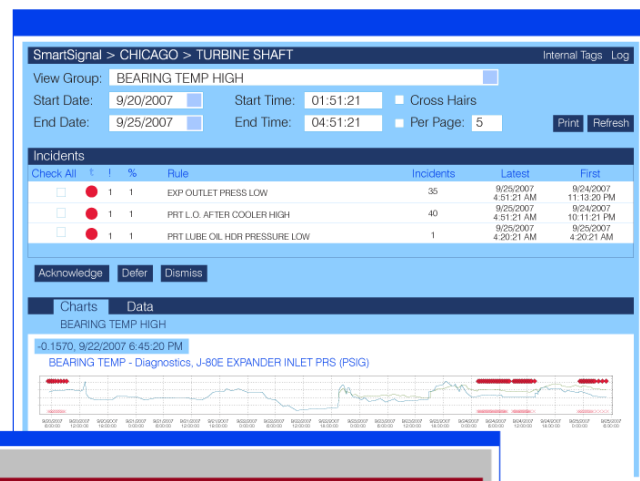 SmartSignal > CHICAGO > TURBINE SHAFT Internal Tags Log
View Group: BEARING TEMP HIGH
Start Date: 9/20/2007 Start Time: 01:51:21 Cross Hairs
End Date: 9/25/2007 End Time: 04:51:21 Per Page: 5 Print Refresh
Incidents
Check All t ! % Rule Incidents Latest First
1 1 EXP OUTLET PRESS LOW 35 9/25/2007 4:51:21 AM 9/24/2007 11:13:20 PM
1 1 PRT L.O. AFTER COOLER HIGH 40 9/25/2007 4:51:21 AM 9/24/2007 10:11:21 PM
1 1 PRT LUBE OIL HDR PRESSURE LOW 1 9/25/2007 4:20:21 AM 9/25/2007 4:20:21 AM
Acknowledge Defer Dismiss
Charts Data
BEARING TEMP HIGH
-0.1570, 9/22/2007 6:45:20 PM
BEARING TEMP - Diagnostics, J-80E EXPANDER INLET PRS (PSIG)